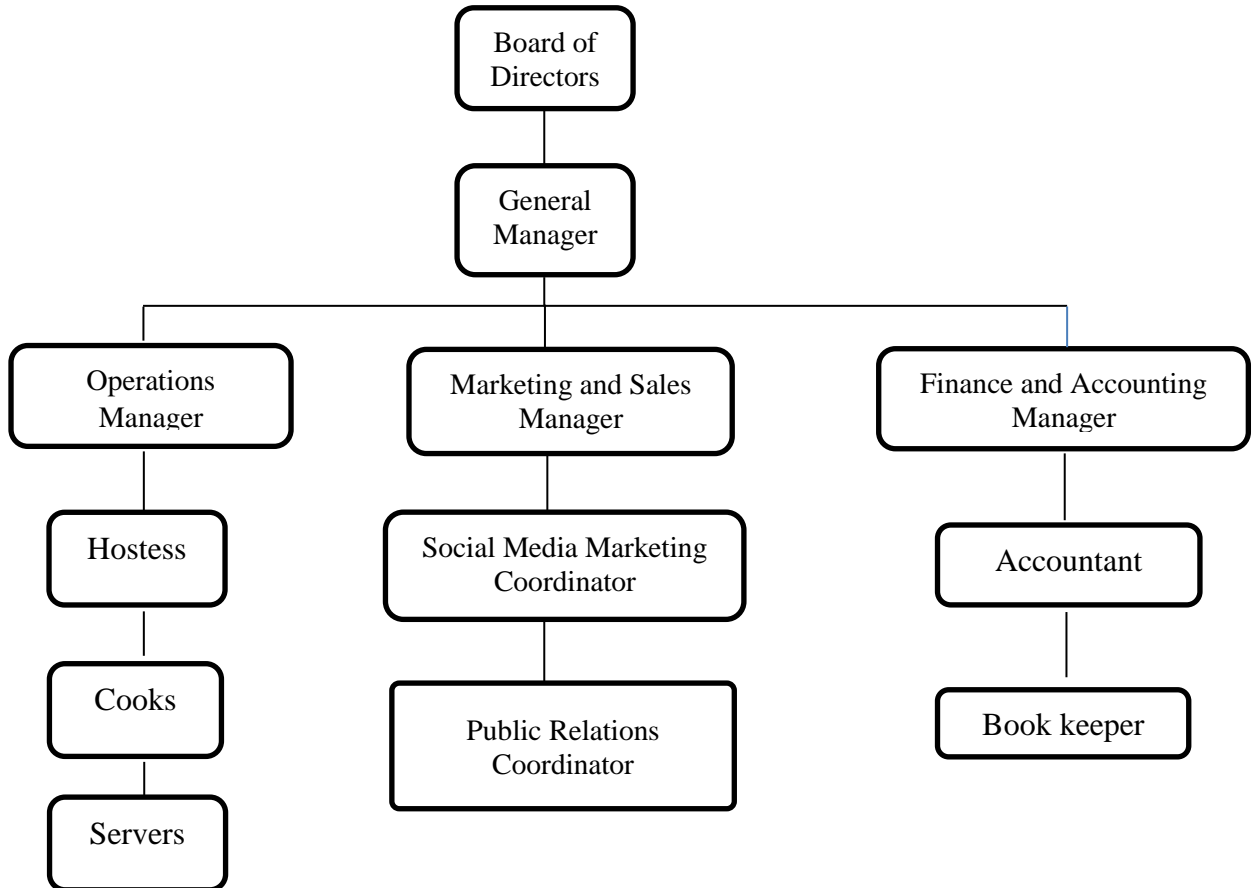 Board of
Directors
General
Manager
Operations
Manager
Marketing and Sales
Manager
Finance and Accounting
Manager
Hostess
Social Media Marketing
Coordinator
Accountant
Cooks
Public Relations
Coordinator
Book keeper
Servers